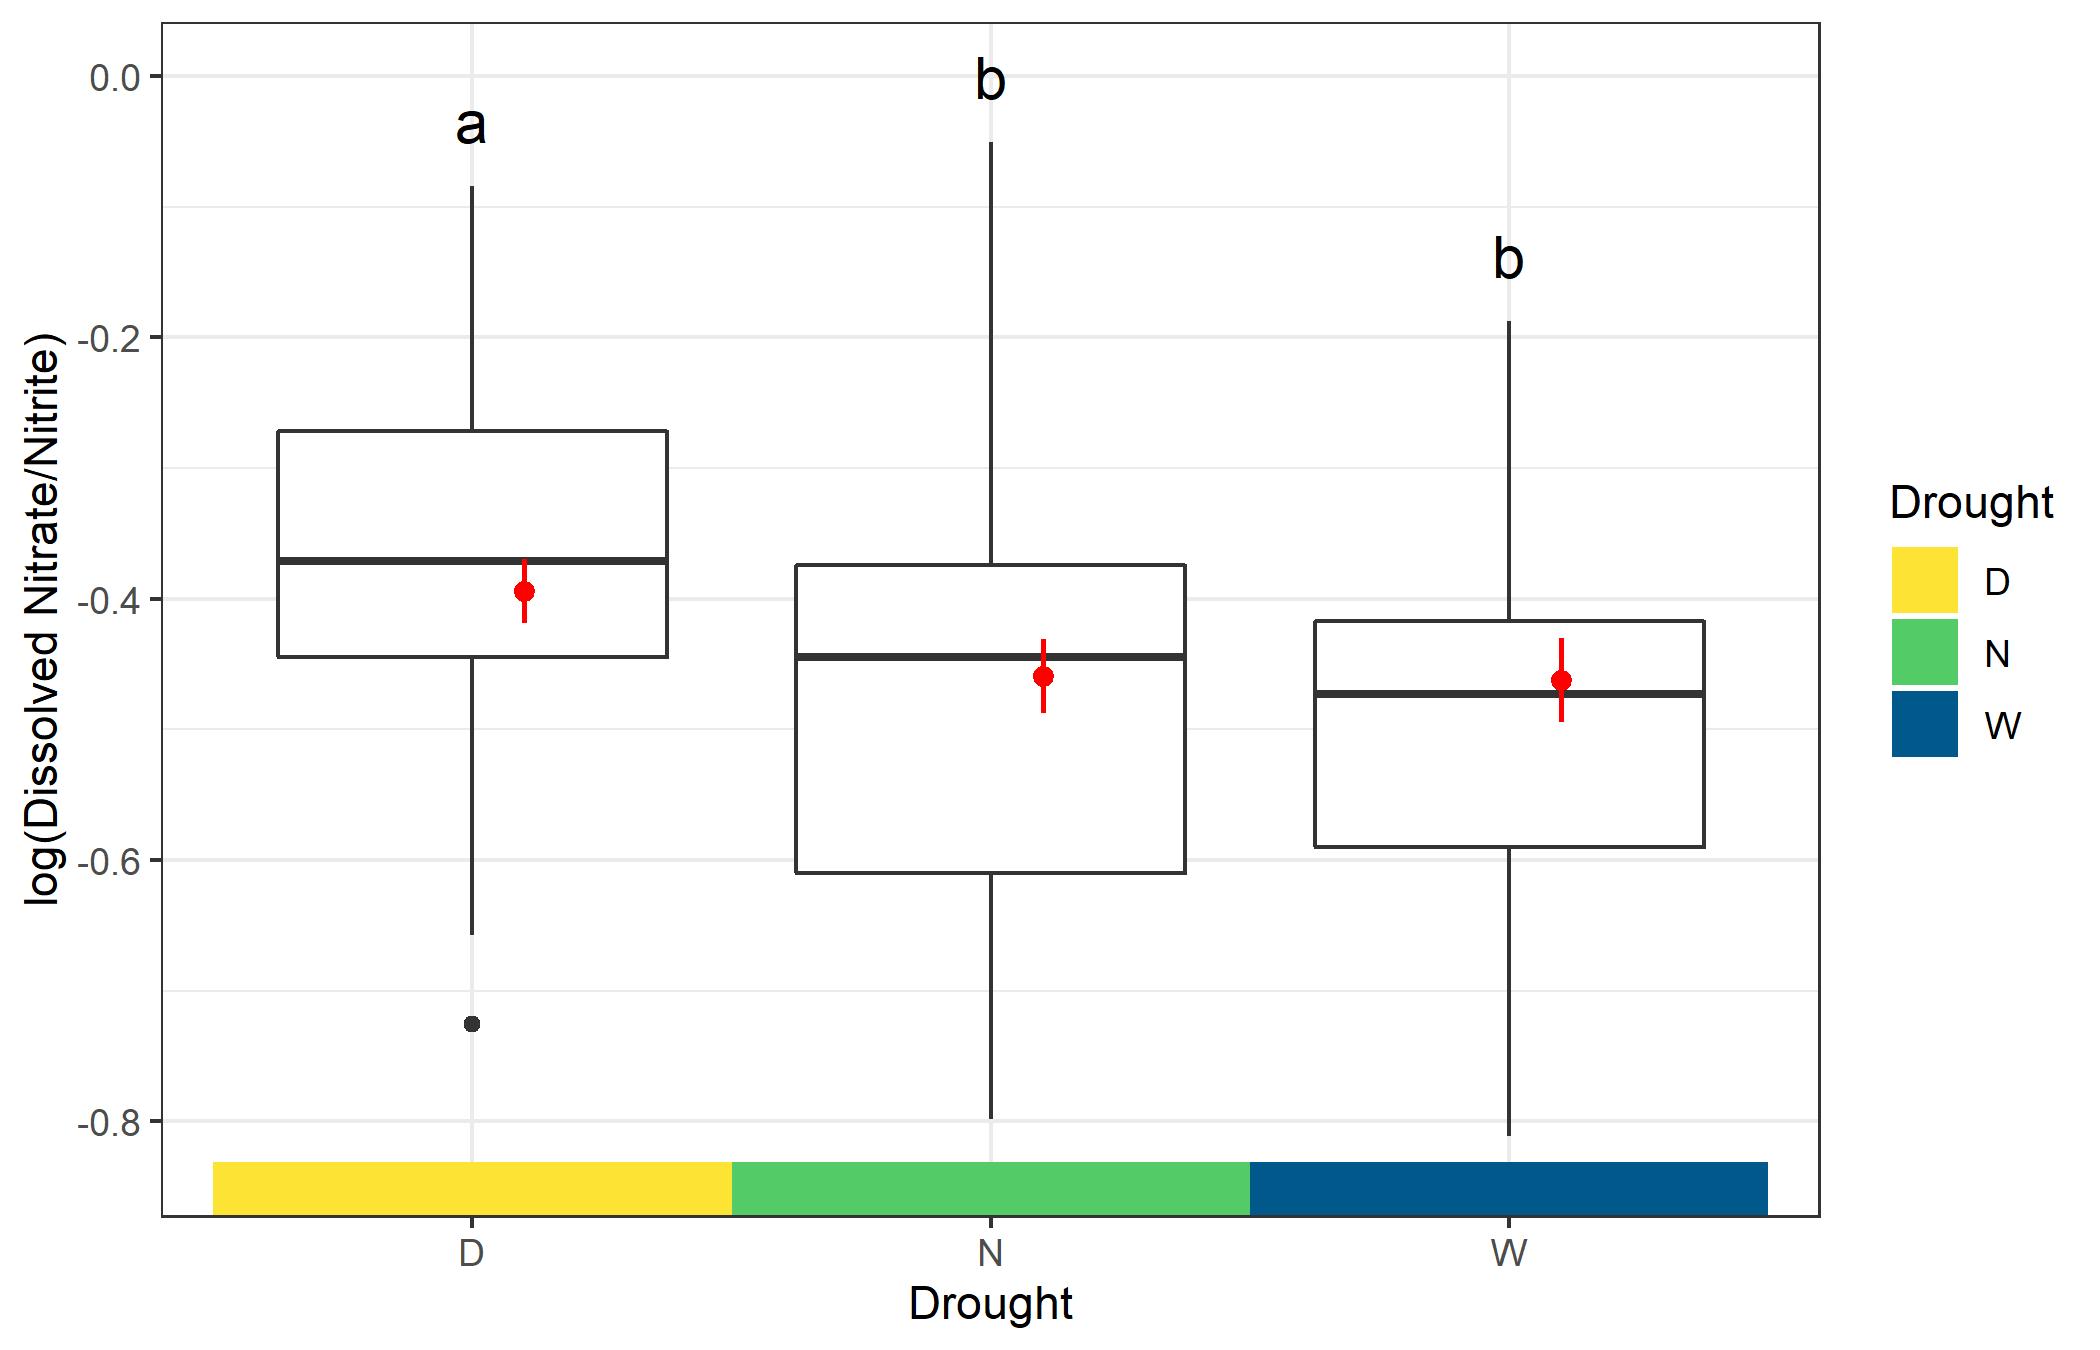 log(Dissolved Nitrate/Nitrite)
0.0
-0.2
-0.4
-0.6
-0.8
a
b
b
D
N
W
Drought
Drought
D
N
W